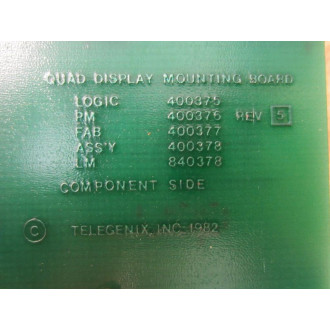 QUAD DISPLAY MOUNTING BOARD
LOGIC 400375
PM 400376 REV 5
FAB 400377
ASS'Y 400378
LM 840378
COMPONENT SIDE
© TELEGENIX, INC. 1982